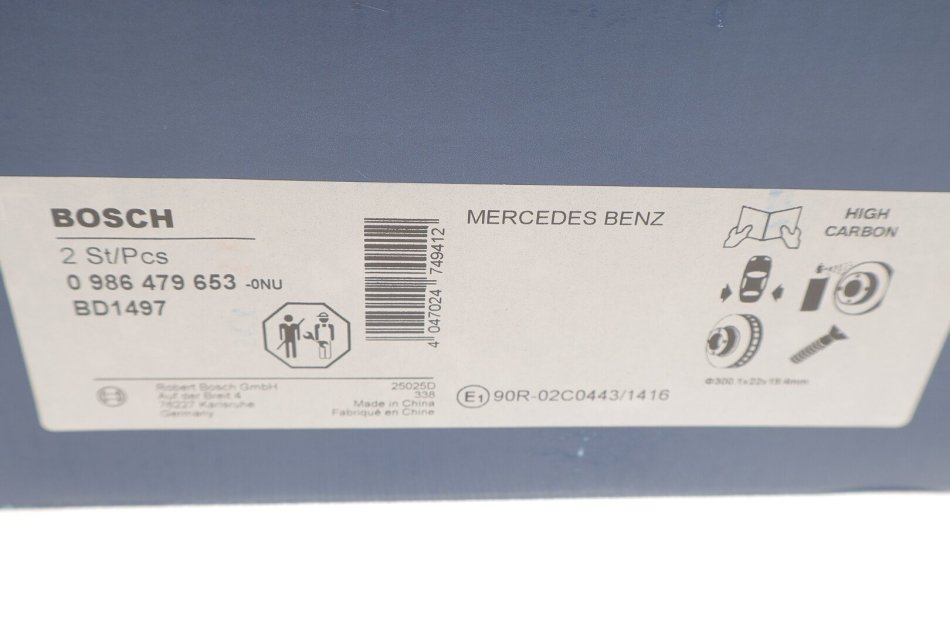 BOSCH
2 St/Pcs
0 986 479 653 -0NU
BD1497
4 047024 749412
Robert Bosch GmbH
Auf der Breit 4
76227 Karlsruhe
Germany
25025D
338
Made in China
Fabriqué en Chine
MERCEDES BENZ
E1 90R-02C0443/1416
HIGH
CARBON